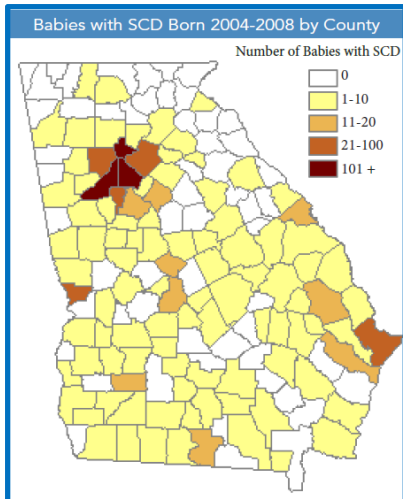 Babies with SCD Born 2004-2008 by County
Number of Babies with SCD
0
1-10
11-20
21-100
101 +